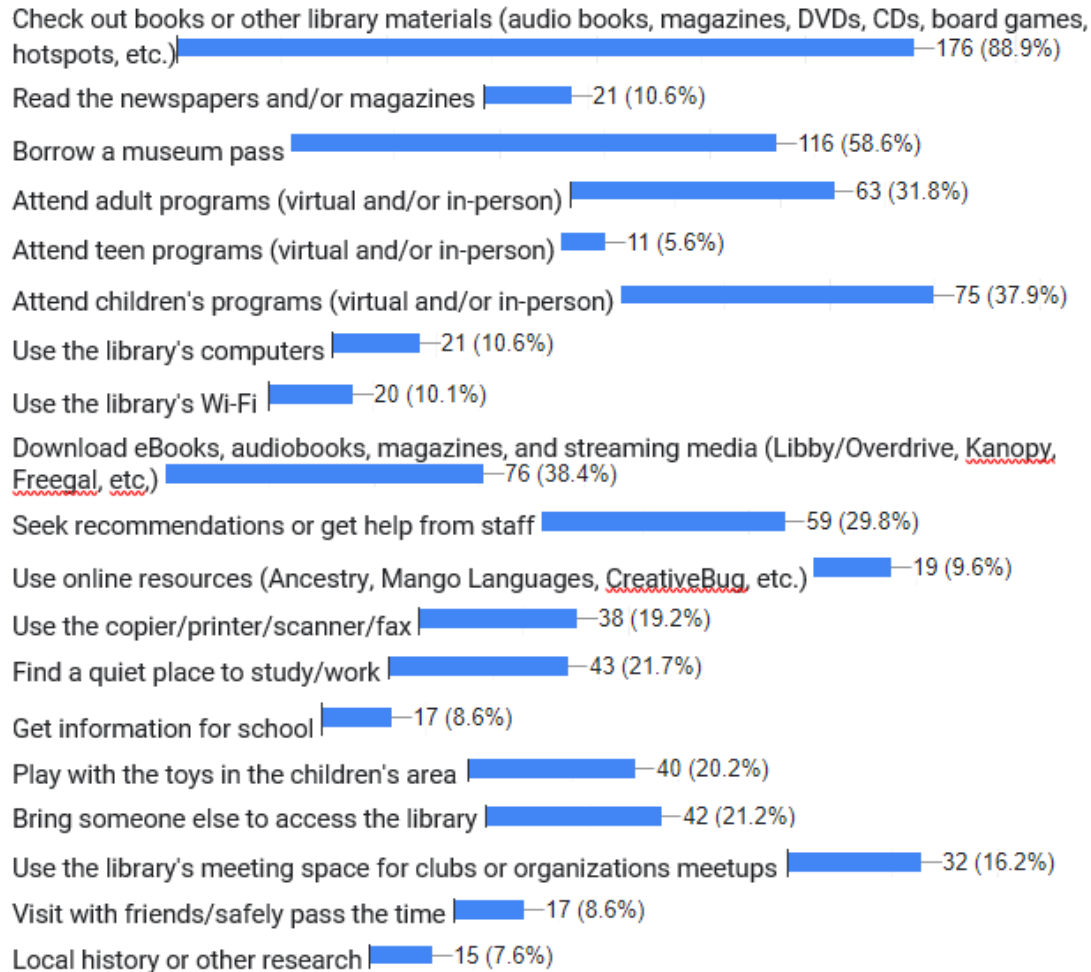 Check out books or other library materials (audio books, magazines, DVDs, CDs, board games,
hotspots, etc.) 176 (88.9%)
Read the newspapers and/or magazines 21 (10.6%)
Borrow a museum pass 116 (58.6%)
Attend adult programs (virtual and/or in-person) 63 (31.8%)
Attend teen programs (virtual and/or in-person) 11 (5.6%)
Attend children's programs (virtual and/or in-person) 75 (37.9%)
Use the library's computers 21 (10.6%)
Use the library's Wi-Fi 20 (10.1%)
Download eBooks, audiobooks, magazines, and streaming media (Libby/Overdrive, Kanopy,
Freegal, etc,) 76 (38.4%)
Seek recommendations or get help from staff 59 (29.8%)
Use online resources (Ancestry, Mango Languages, CreativeBug, etc.) 19 (9.6%)
Use the copier/printer/scanner/fax 38 (19.2%)
Find a quiet place to study/work 43 (21.7%)
Get information for school 17 (8.6%)
Play with the toys in the children's area 40 (20.2%)
Bring someone else to access the library 42 (21.2%)
Use the library's meeting space for clubs or organizations meetups 32 (16.2%)
Visit with friends/safely pass the time 17 (8.6%)
Local history or other research 15 (7.6%)